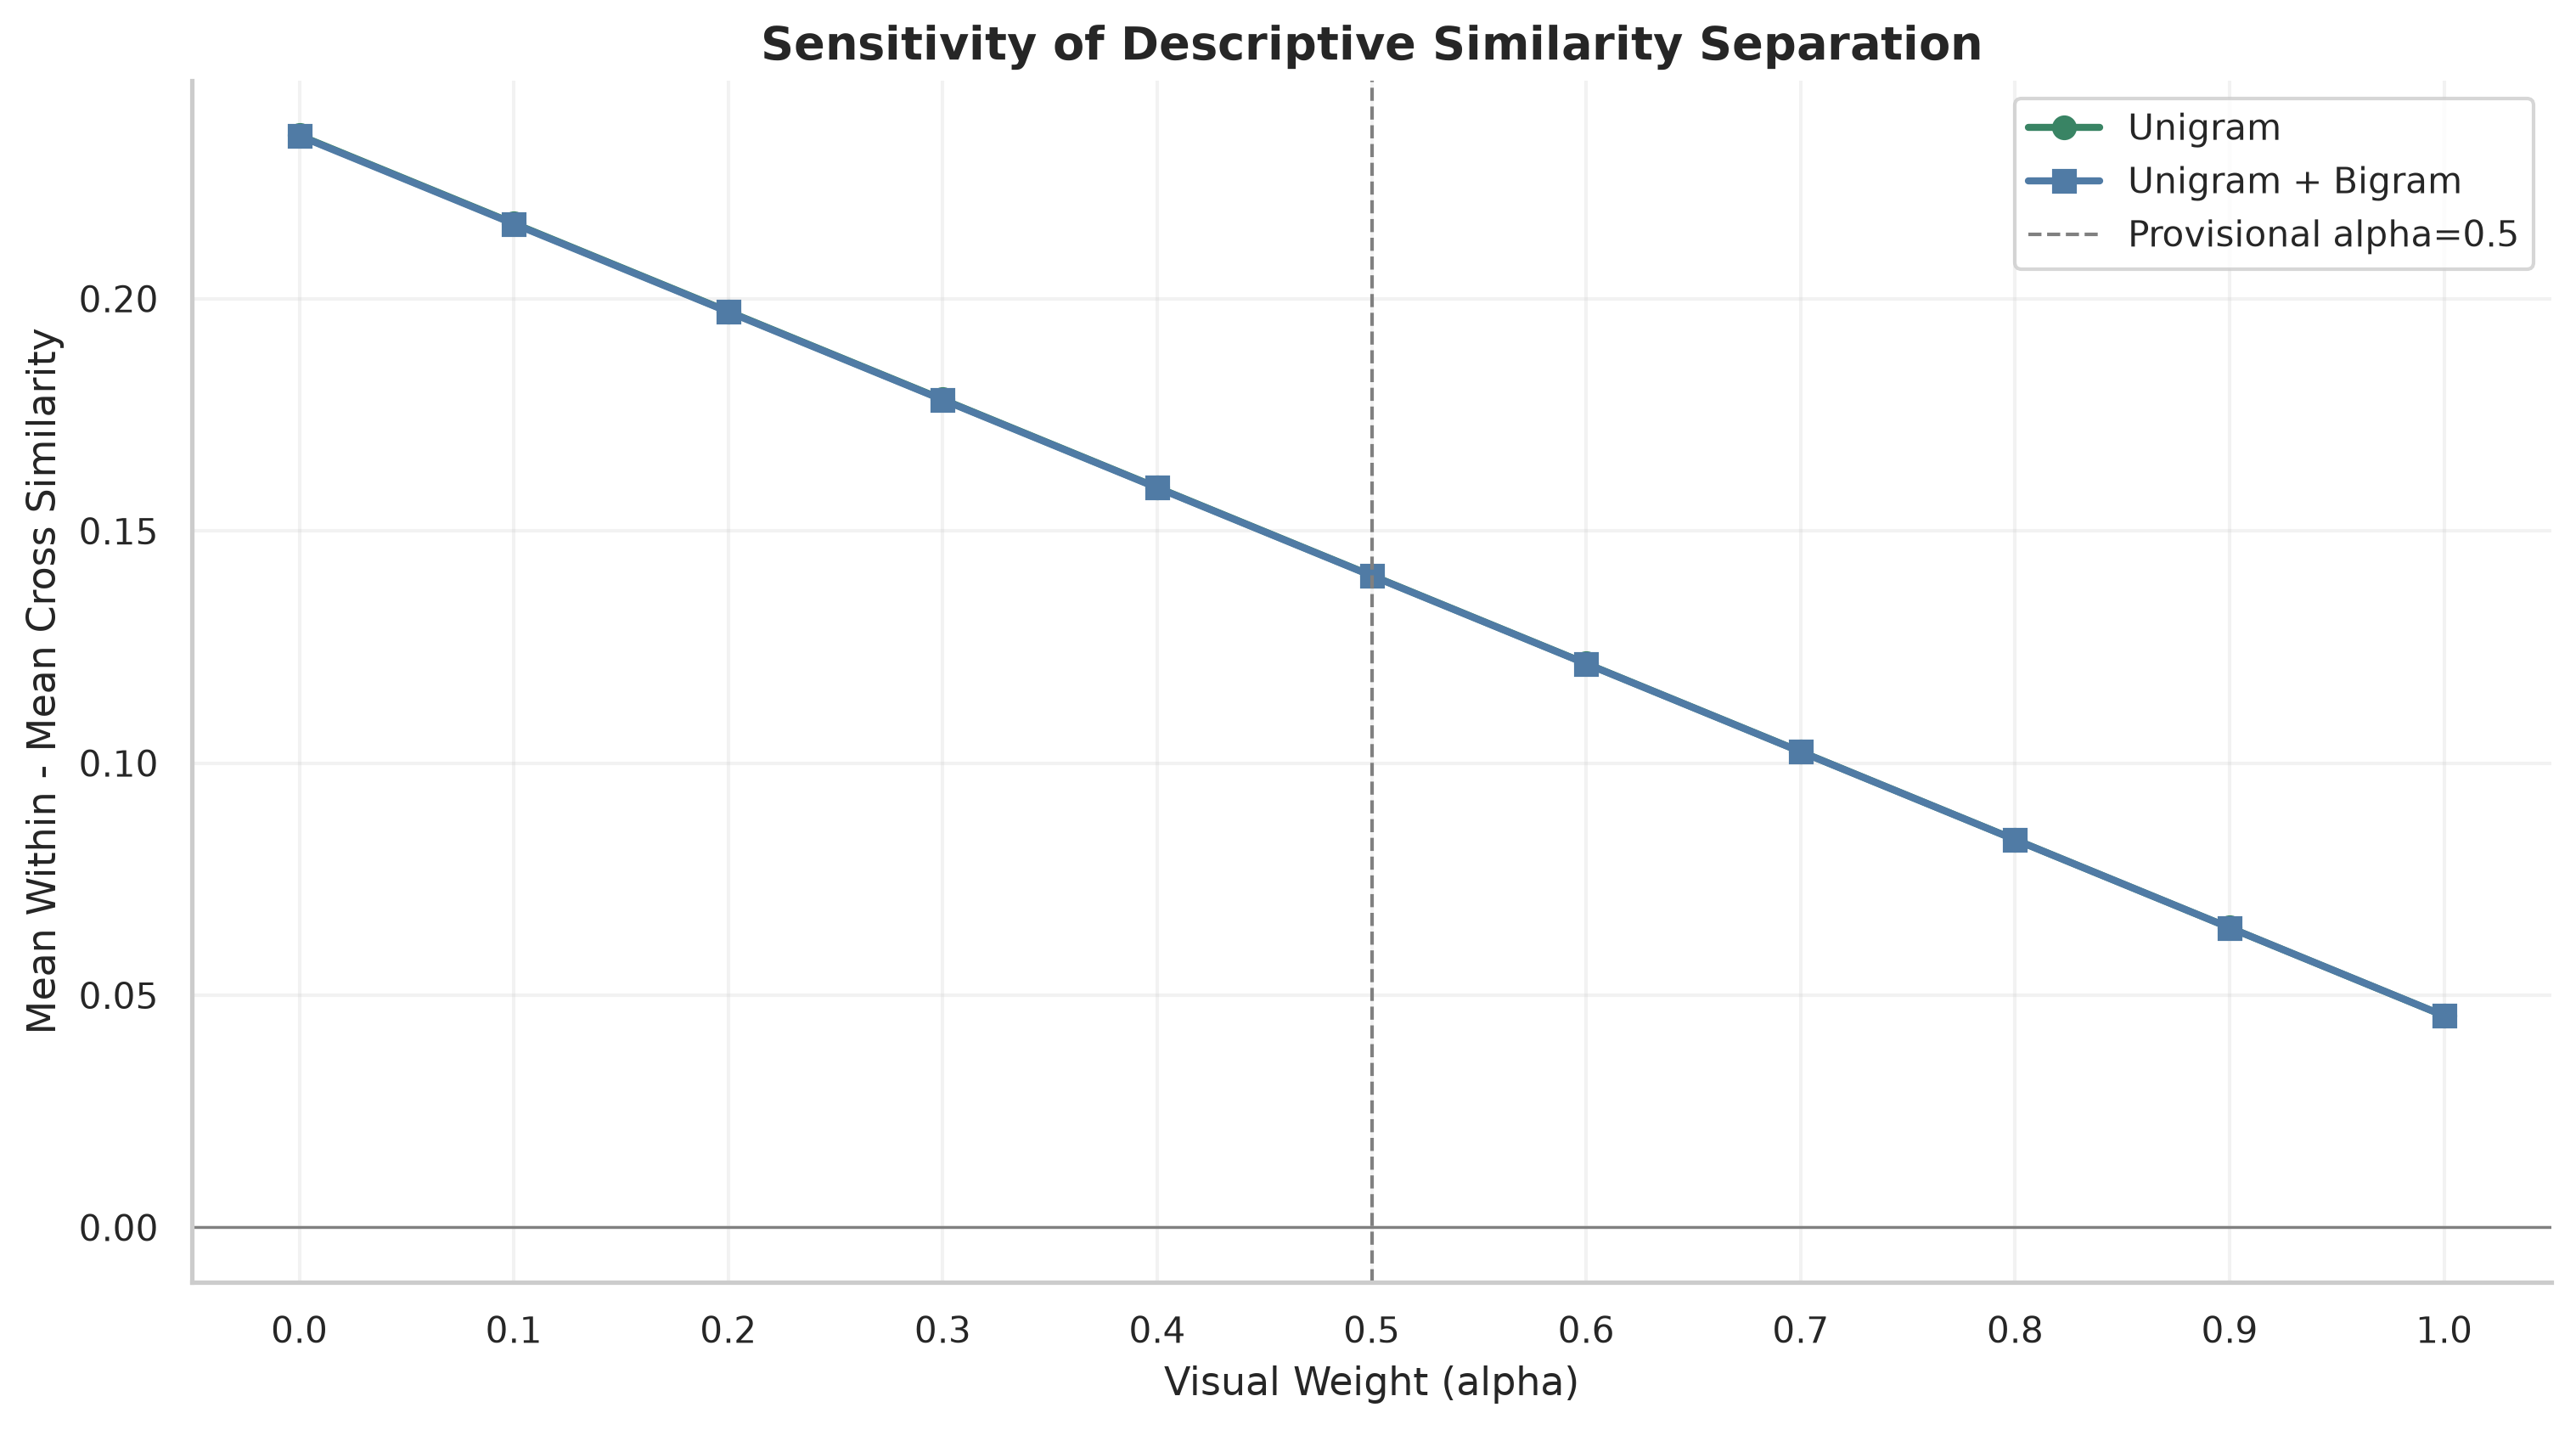 Sensitivity of Descriptive Similarity Separation
Unigram
Unigram + Bigram
Provisional alpha=0.5
Mean Within - Mean Cross Similarity
0.20
0.15
0.10
0.05
0.00
0.0 0.1 0.2 0.3 0.4 0.5 0.6 0.7 0.8 0.9 1.0
Visual Weight (alpha)